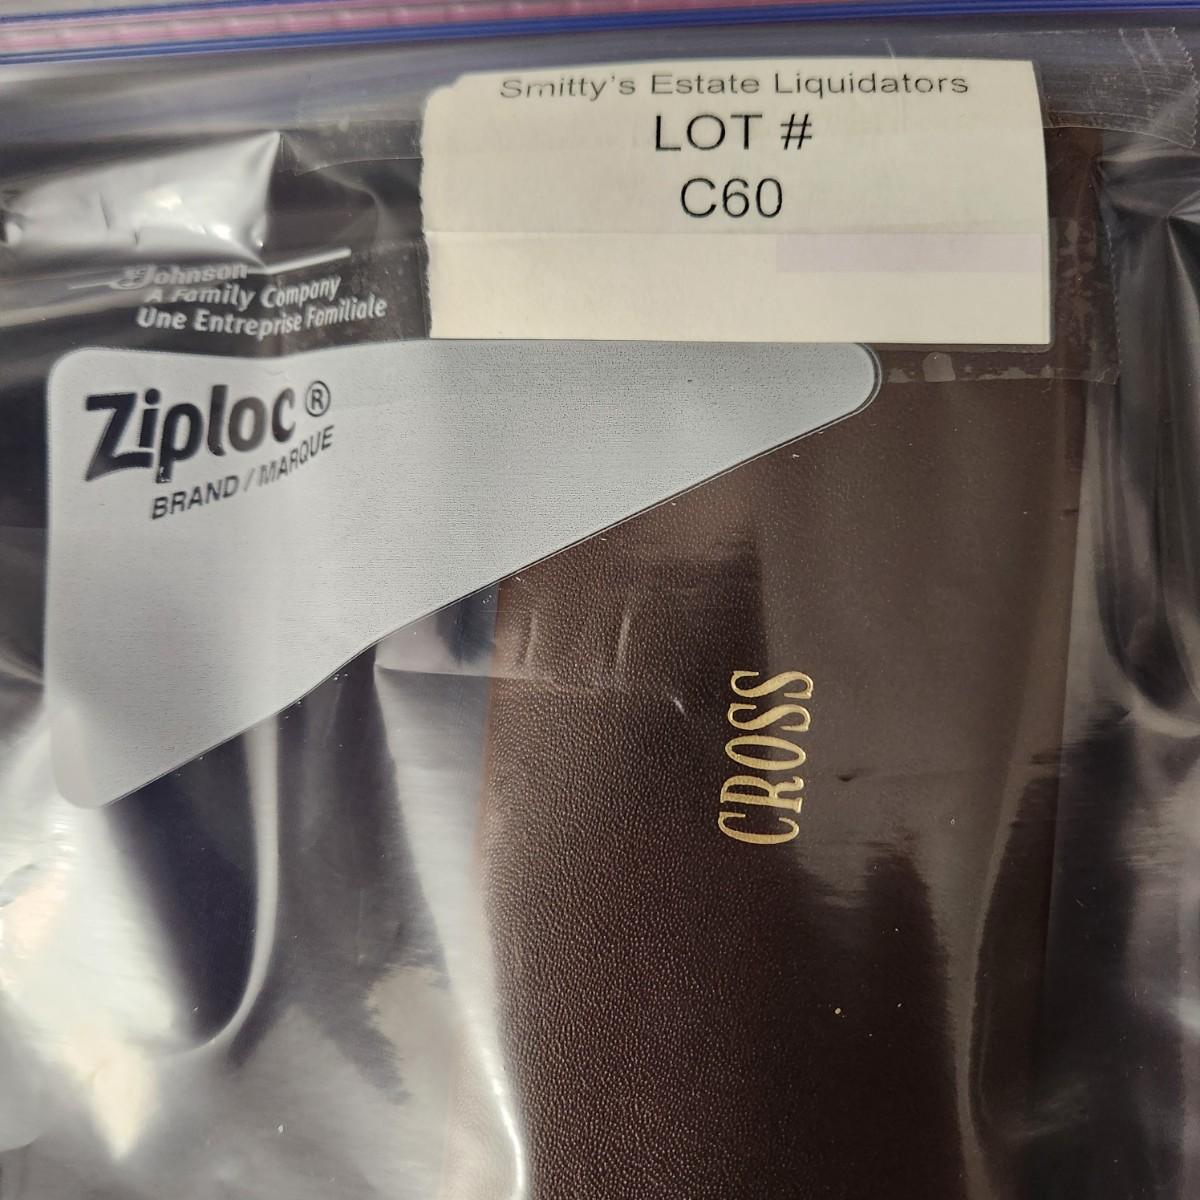 Smitty's Estate Liquidators
LOT #
C60
Johnson
A Family Company
Une Entreprise Familiale
Ziploc®
BRAND / MARQUE
CROSS